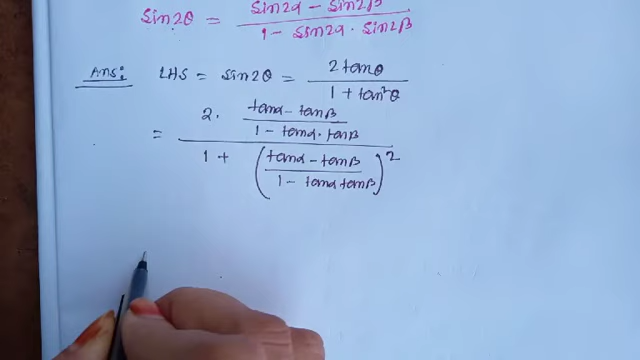 sin2θ = (sin2α - sin2β)/(1 - sin2α · sin2β)
Ans: LHS = sin2θ = (2tanθ)/(1 + tan²θ)
= (2 · (tanα - tanβ)/(1 - tanα · tanβ))/(1 + ((tanα - tanβ)/(1 - tanα tanβ))²)